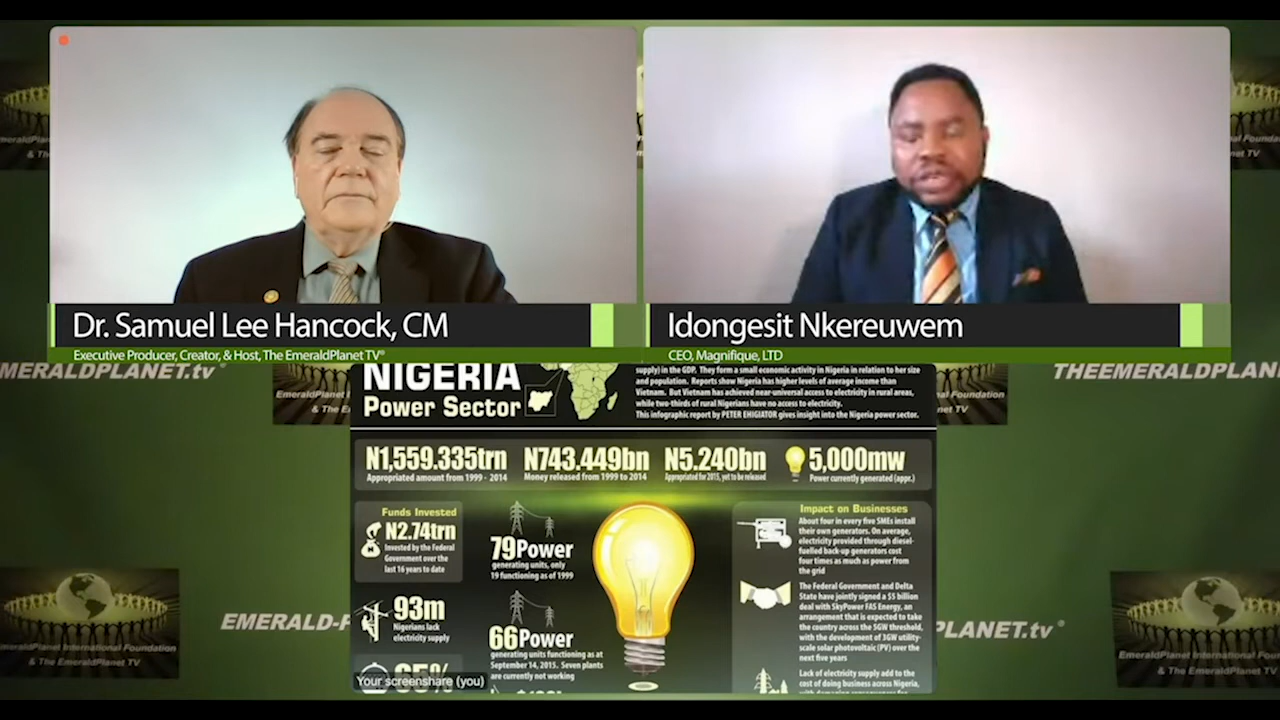 Dr. Samuel Lee Hancock, CM
Executive Producer, Creator, & Host, The EmeraldPlanet TV®
Idongesit Nkereuwem
CEO, Magnifique, LTD
EMERALDPLANET.tv®
THEEMERALDPLAN
NIGERIA
Power Sector
supply) in the GDP. They form a small economic activity in Nigeria in relation to her size
and population. Reports show Nigeria has higher levels of average income than
Vietnam. But Vietnam has achieved near-universal access to electricity in rural areas,
while two-thirds of rural Nigerians have no access to electricity.
This infographic report by PETER EHIGIATOR gives insight into the Nigeria power sector.
N1,559.335trn
Appropriated amount from 1999 - 2014
N743.449bn
Money released from 1999 to 2014
N5.240bn
Appropriated for 2015, yet to be released
5,000mw
Power currently generated (appr.)
Funds Invested
N2.74trn
Invested by the Federal
Government over the
last 16 years to date
93m
Nigerians lack
electricity supply
Your screenshare (you)
79Power
generating units, only
19 functioning as of 1999
66Power
generating units functioning as at
September 14, 2015. Seven plants
are currently not working
Impact on Businesses
About four in every five SMEs install
their own generators. On average,
electricity provided through diesel-
fuelled back-up generators cost
four times as much as power from
the grid
The Federal Government and Delta
State have jointly signed a $5 billion
deal with SkyPower FAS Energy, an
arrangement that is expected to take
the country across the 5GW threshold,
with the development of 3GW utility-
scale solar photovoltaic (PV) over the
next five years
Lack of electricity supply add to the
cost of doing business across Nigeria,
EMERALD-P
PLANET.tv®
EmeraldPlanet International Foundation
& The EmeraldPlanet TV
EmeraldPlanet International Foun
& The EmeraldPlanet TV